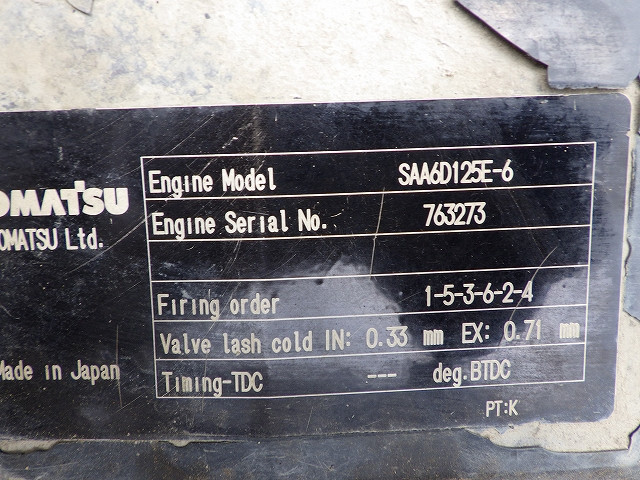 OMATSU
OMATSU Ltd.
Made in Japan
Engine Model SAA6D125E-6
Engine Serial No. 763273
Firing order 1-5-3-6-2-4
Valve lash cold IN: 0.33 mm EX: 0.71 mm
Timing-TDC --- deg.BTDC
PT:K